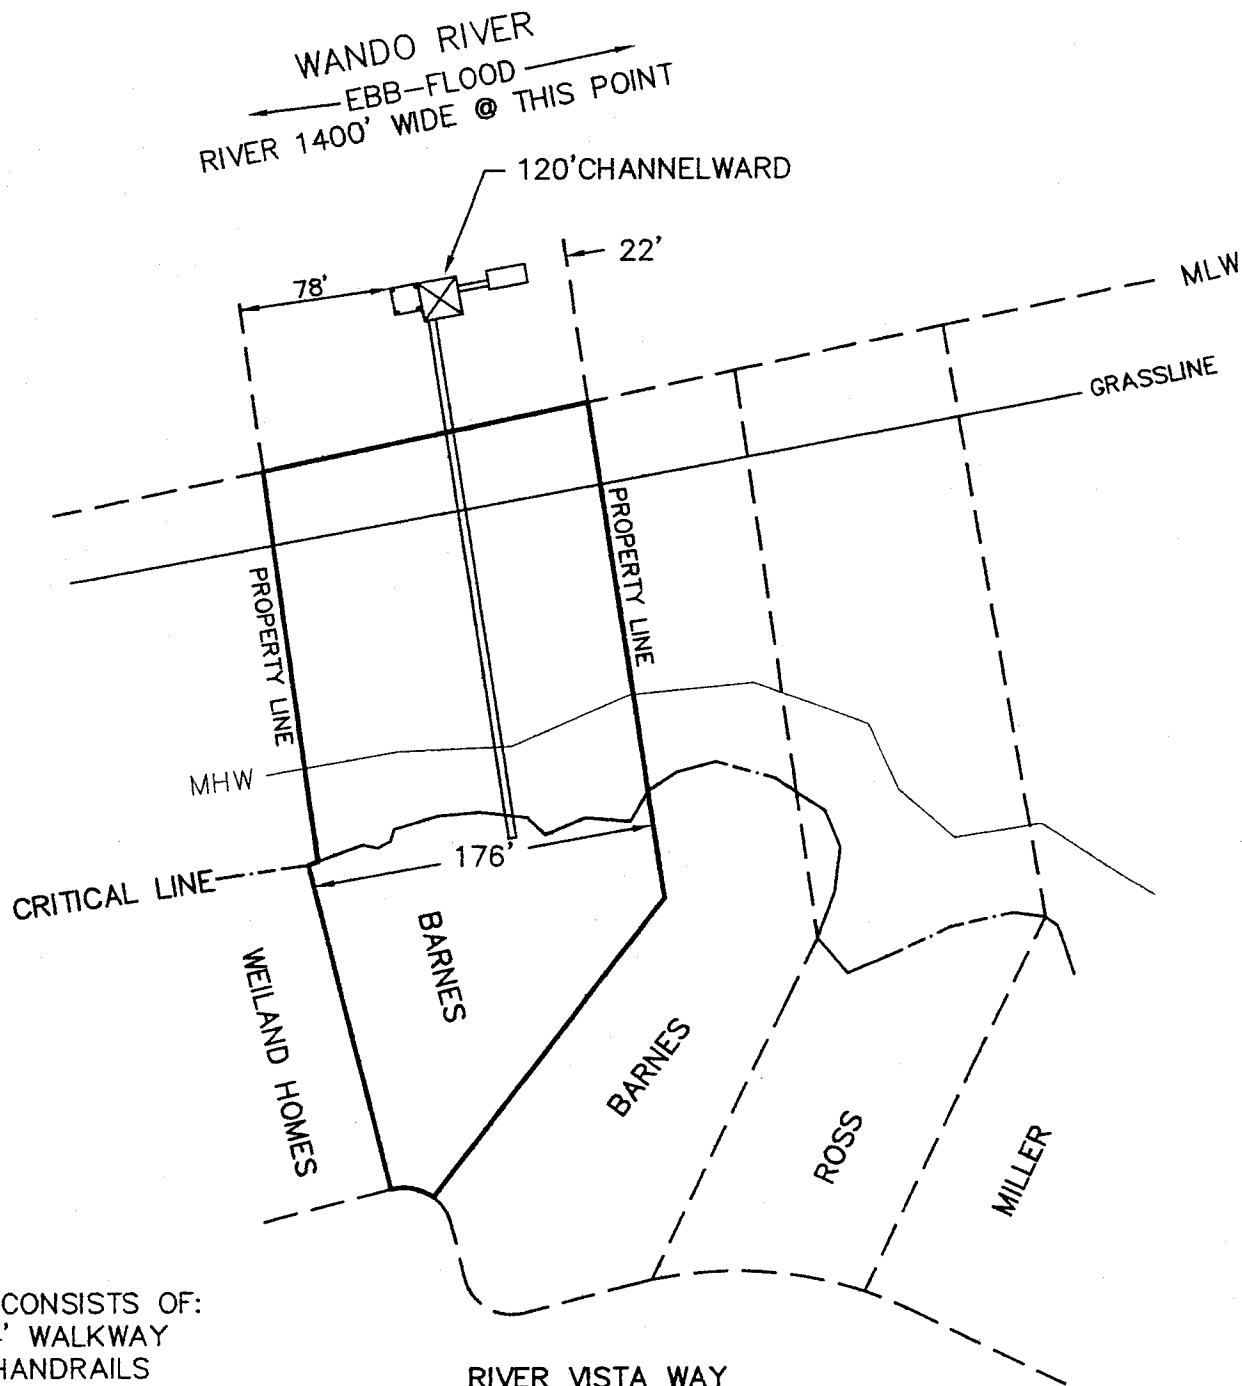 WANDO RIVER
EBB-FLOOD
RIVER 1400' WIDE @ THIS POINT
120'CHANNELWARD
22'
78'
MLW
GRASSLINE
PROPERTY LINE
PROPERTY LINE
MHW
176'
CRITICAL LINE
BARNES
WEILAND HOMES
BARNES
ROSS
MILLER
CONSISTS OF:
' WALKWAY
HANDRAILS
RIVER VISTA WAY